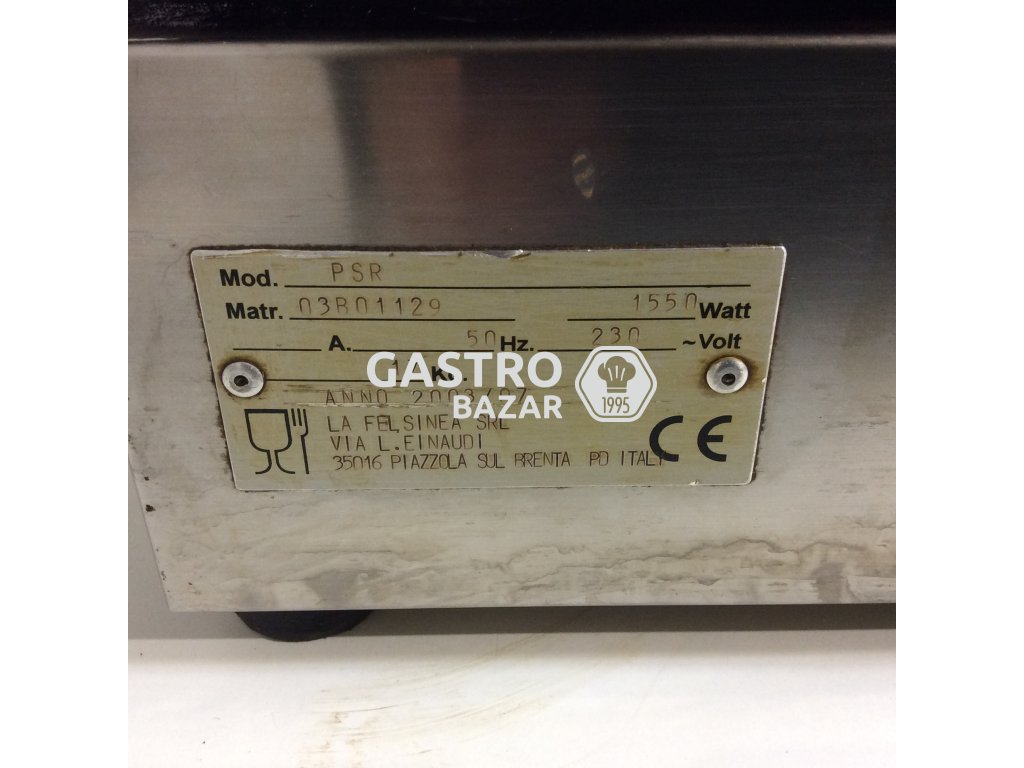 Mod. PSR
Matr. 03B01129 1550 Watt
A. 50 Hz. 230 ~Volt
GASTRO
BAZAR
1995
ANNO
LA FELSINEA SRL
VIA L.EINAUDI
35016 PIAZZOLA SUL BRENTA PD ITALY
CE